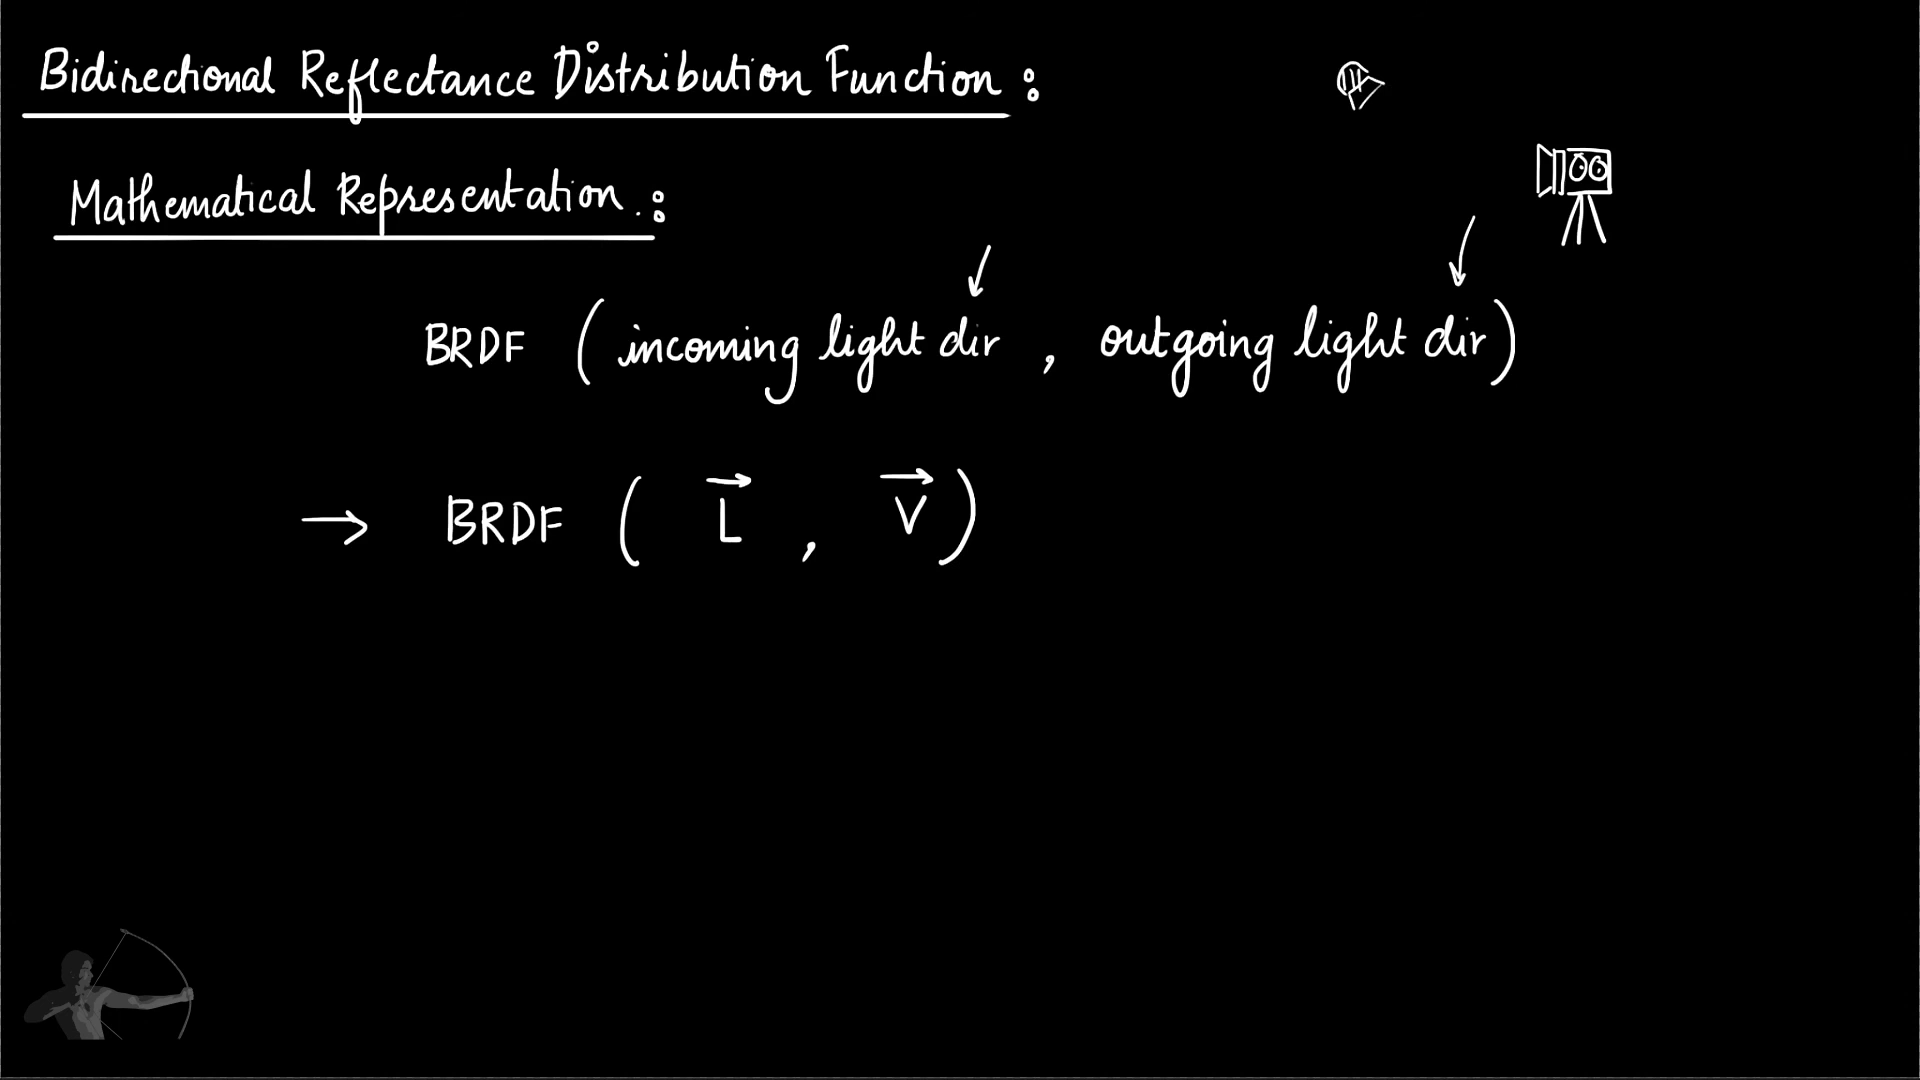 Bidirectional Reflectance Distribution Function :
Mathematical Representation . :
BRDF ( incoming light dir , outgoing light dir )
→ BRDF ( L⃗ , V⃗ )